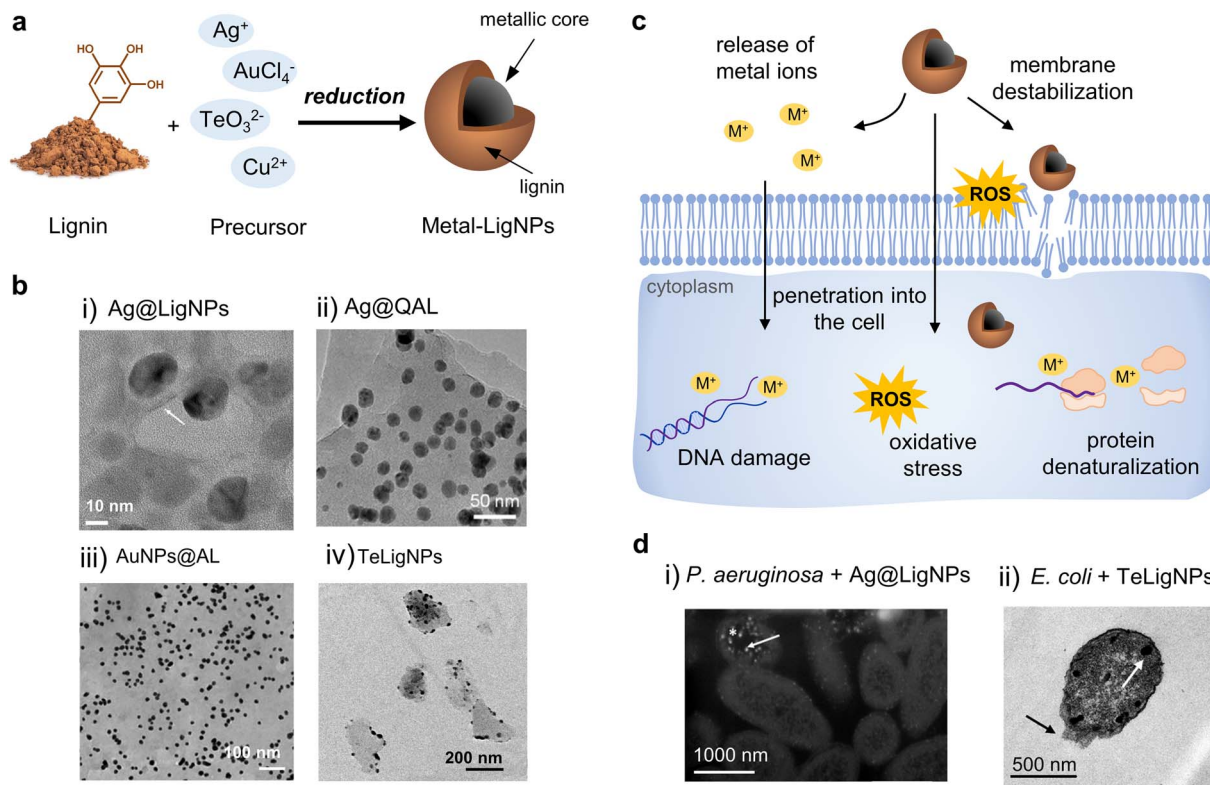 a
HO
OH
OH
Lignin
+
Ag⁺
AuCl₄⁻
TeO₃²⁻
Cu²⁺
Precursor
reduction
metallic core
lignin
Metal-LigNPs
b
i) Ag@LigNPs
10 nm
ii) Ag@QAL
50 nm
iii) AuNPs@AL
100 nm
iv) TeLigNPs
200 nm
c
release of
metal ions
M⁺
M⁺
M⁺
membrane
destabilization
ROS
cytoplasm
penetration into
the cell
M⁺
M⁺
DNA damage
ROS
oxidative
stress
M⁺
M⁺
protein
denaturalization
d
i) P. aeruginosa + Ag@LigNPs
*
1000 nm
ii) E. coli + TeLigNPs
500 nm